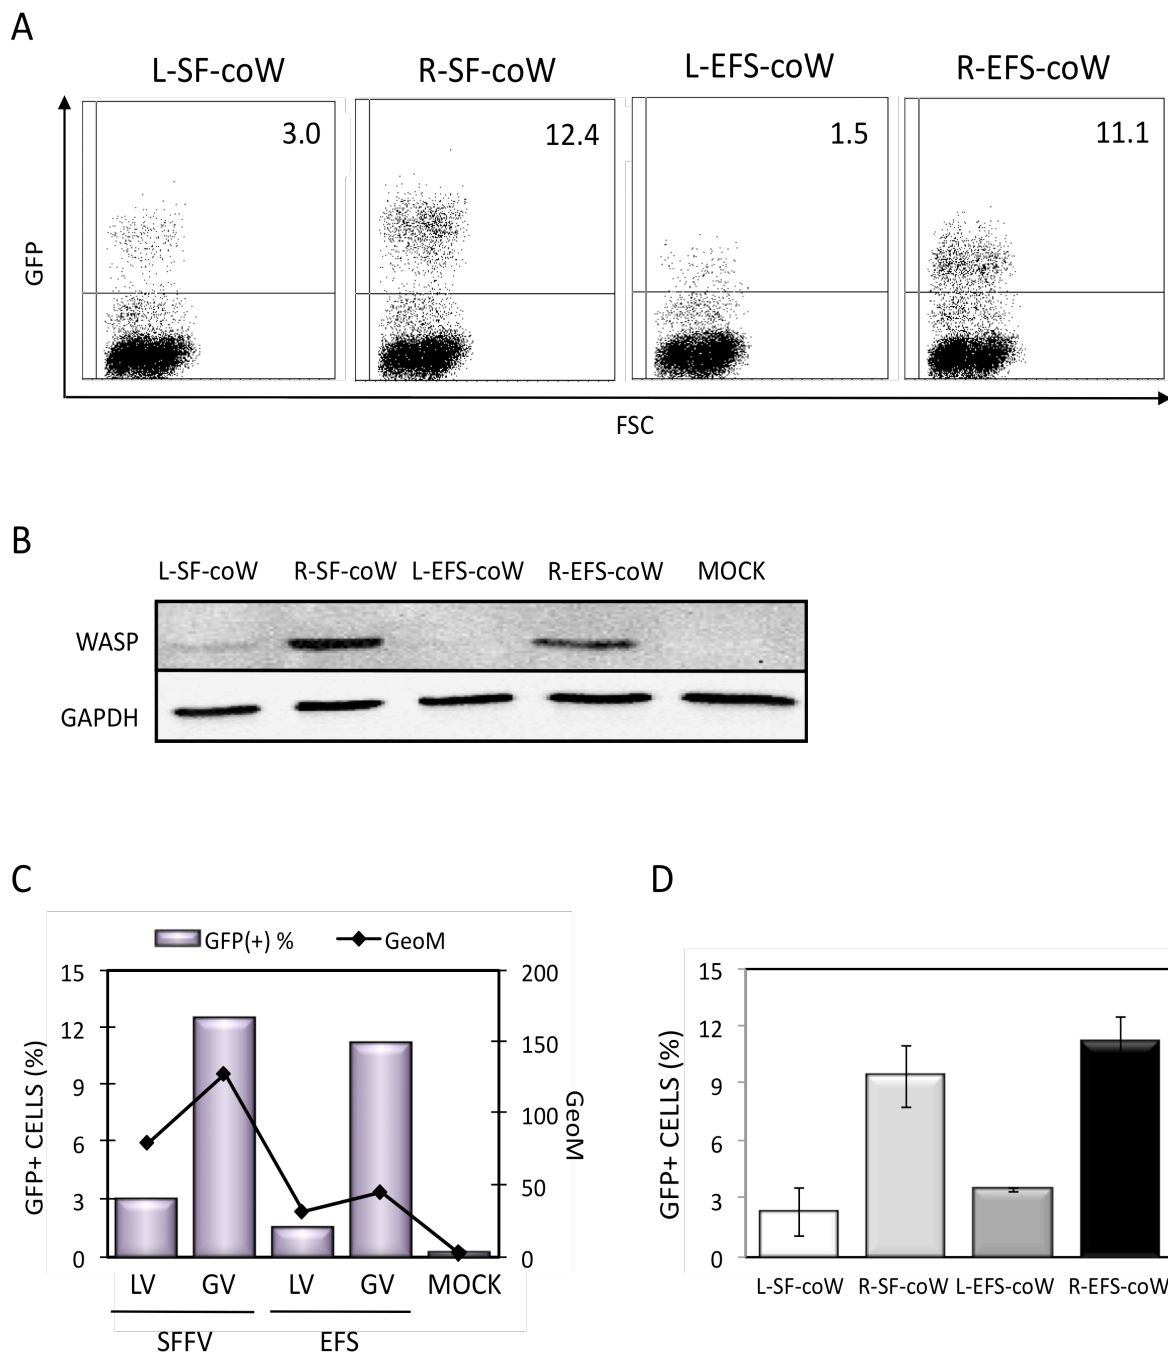 A
L-SF-coW R-SF-coW L-EFS-coW R-EFS-coW
3.0 12.4 1.5 11.1
GFP
FSC
B
L-SF-coW R-SF-coW L-EFS-coW R-EFS-coW MOCK
WASP
GAPDH
C
GFP(+) % GeoM
15 200
12
150
9
100
6
50
3
0 0
GFP+ CELLS (%)
GeoM
LV GV LV GV MOCK
SFFV EFS
D
15
12
9
6
3
0
GFP+ CELLS (%)
L-SF-coW R-SF-coW L-EFS-coW R-EFS-coW